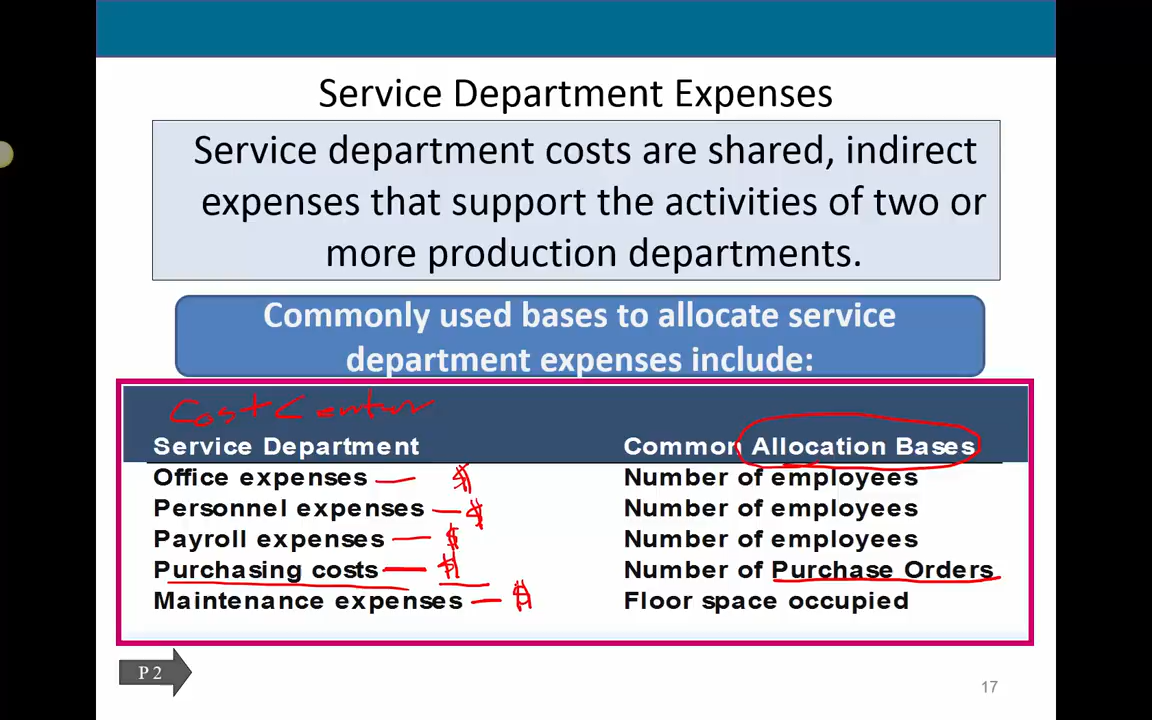 Service Department Expenses
Service department costs are shared, indirect
expenses that support the activities of two or
more production departments.
Commonly used bases to allocate service
department expenses include:
Cost Center
Service Department Common Allocation Bases
Office expenses — $ Number of employees
Personnel expenses — $ Number of employees
Payroll expenses — $ Number of employees
Purchasing costs — $ Number of Purchase Orders
Maintenance expenses — $ Floor space occupied
P 2
17